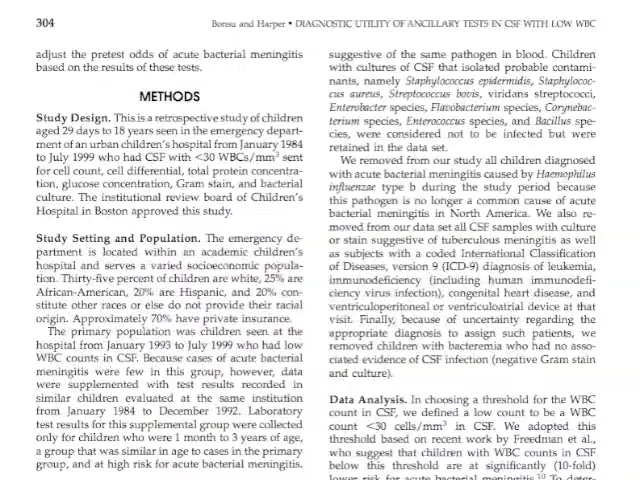 304
Bonsu and Harper • DIAGNOSTIC UTILITY OF ANCILLARY TESTS IN CSF WITH LOW WBC
adjust the pretest odds of acute bacterial meningitis
based on the results of these tests.
METHODS
Study Design. This is a retrospective study of children
aged 29 days to 18 years seen in the emergency depart-
ment of an urban children's hospital from January 1984
to July 1999 who had CSF with <30 WBCs/mm³ sent
for cell count, cell differential, total protein concentra-
tion, glucose concentration, Gram stain, and bacterial
culture. The institutional review board of Children's
Hospital in Boston approved this study.
Study Setting and Population. The emergency de-
partment is located within an academic children's
hospital and serves a varied socioeconomic popula-
tion. Thirty-five percent of children are white, 25% are
African-American, 20% are Hispanic, and 20% con-
stitute other races or else do not provide their racial
origin. Approximately 70% have private insurance.
The primary population was children seen at the
hospital from January 1993 to July 1999 who had low
WBC counts in CSF. Because cases of acute bacterial
meningitis were few in this group, however, data
were supplemented with test results recorded in
similar children evaluated at the same institution
from January 1984 to December 1992. Laboratory
test results for this supplemental group were collected
only for children who were 1 month to 3 years of age,
a group that was similar in age to cases in the primary
group, and at high risk for acute bacterial meningitis.
suggestive of the same pathogen in blood. Children
with cultures of CSF that isolated probable contami-
nants, namely Staphylococcus epidermidis, Staphylococ-
cus aureus, Streptococcus bovis, viridans streptococci,
Enterobacter species, Flavobacterium species, Corynebac-
terium species, Enterococcus species, and Bacillus spe-
cies, were considered not to be infected but were
retained in the data set.
We removed from our study all children diagnosed
with acute bacterial meningitis caused by Haemophilus
influenzae type b during the study period because
this pathogen is no longer a common cause of acute
bacterial meningitis in North America. We also re-
moved from our data set all CSF samples with culture
or stain suggestive of tuberculous meningitis as well
as subjects with a coded International Classification
of Diseases, version 9 (ICD-9) diagnosis of leukemia,
immunodeficiency (including human immunodefi-
ciency virus infection), congenital heart disease, and
ventriculoperitoneal or ventriculoatrial device at that
visit. Finally, because of uncertainty regarding the
appropriate diagnosis to assign such patients, we
removed children with bacteremia who had no asso-
ciated evidence of CSF infection (negative Gram stain
and culture).
Data Analysis. In choosing a threshold for the WBC
count in CSF, we defined a low count to be a WBC
count <30 cells/mm³ in CSF. We adopted this
threshold based on recent work by Freedman et al.,
who suggest that children with WBC counts in CSF
below this threshold are at significantly (10-fold)
lower risk for acute bacterial meningitis.¹⁰ To deter-